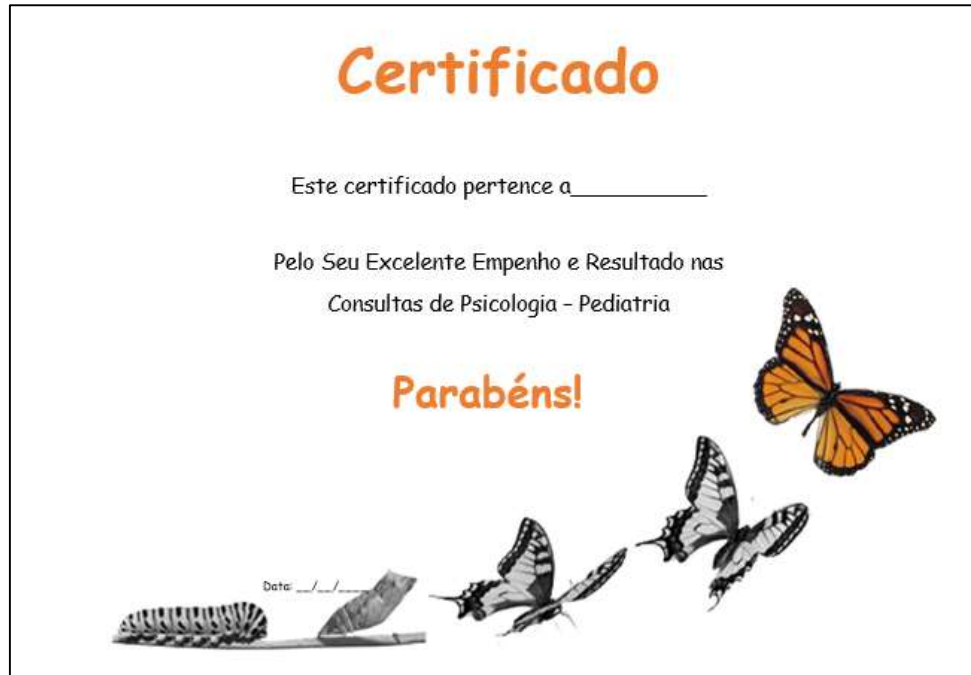 Certificado
Este certificado pertence a__________
Pelo Seu Excelente Empenho e Resultado nas
Consultas de Psicologia – Pediatria
Parabéns!
Data: __/__/____